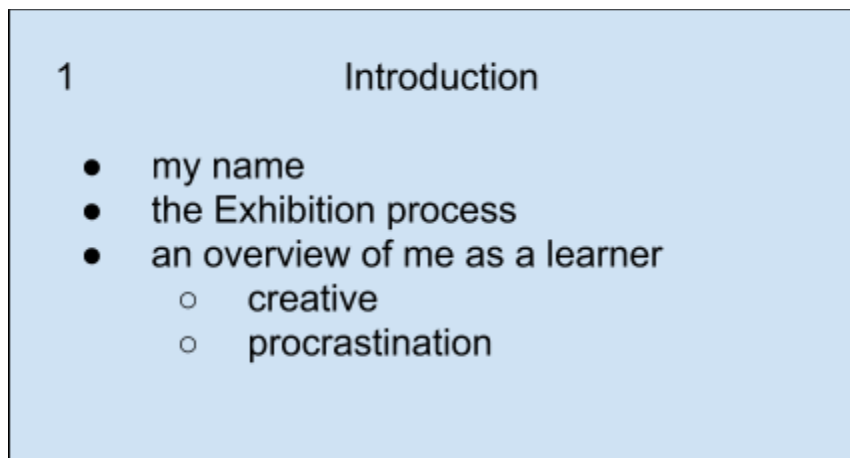 1 Introduction
● my name
● the Exhibition process
● an overview of me as a learner
○ creative
○ procrastination